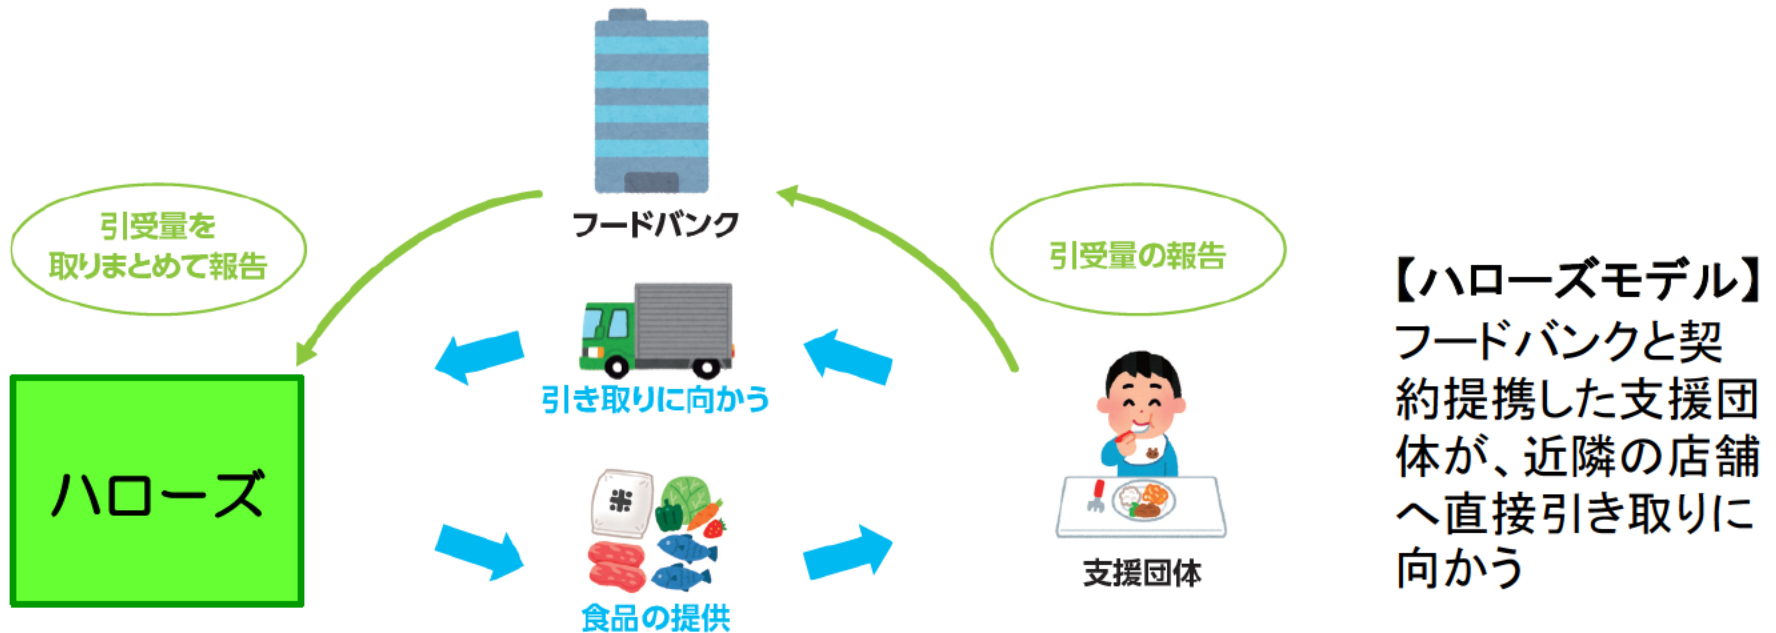 フードバンク
引受量を
取りまとめて報告
引受量の報告
引き取りに向かう
ハローズ
米
食品の提供
支援団体
【ハローズモデル】
フードバンクと契
約提携した支援団
体が、近隣の店舗
へ直接引き取りに
向かう